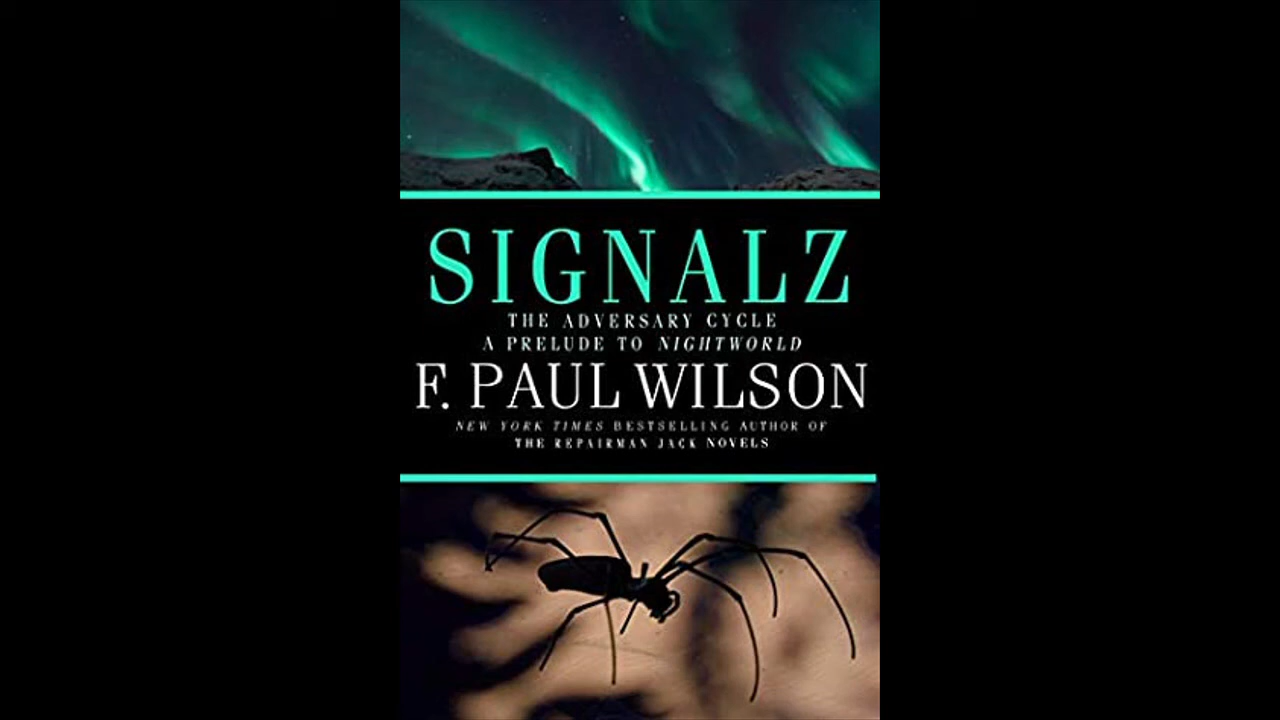 SIGNALZ
THE ADVERSARY CYCLE
A PRELUDE TO NIGHTWORLD
F. PAUL WILSON
NEW YORK TIMES BESTSELLING AUTHOR OF
THE REPAIRMAN JACK NOVELS